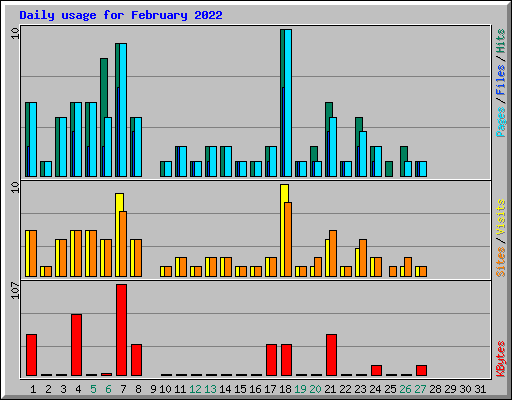 Daily usage for February 2022
10
Pages / Files / Hits
10
Sites / Visits
107
KBytes
1 2 3 4 5 6 7 8 9 10 11 12 13 14 15 16 17 18 19 20 21 22 23 24 25 26 27 28 29 30 31